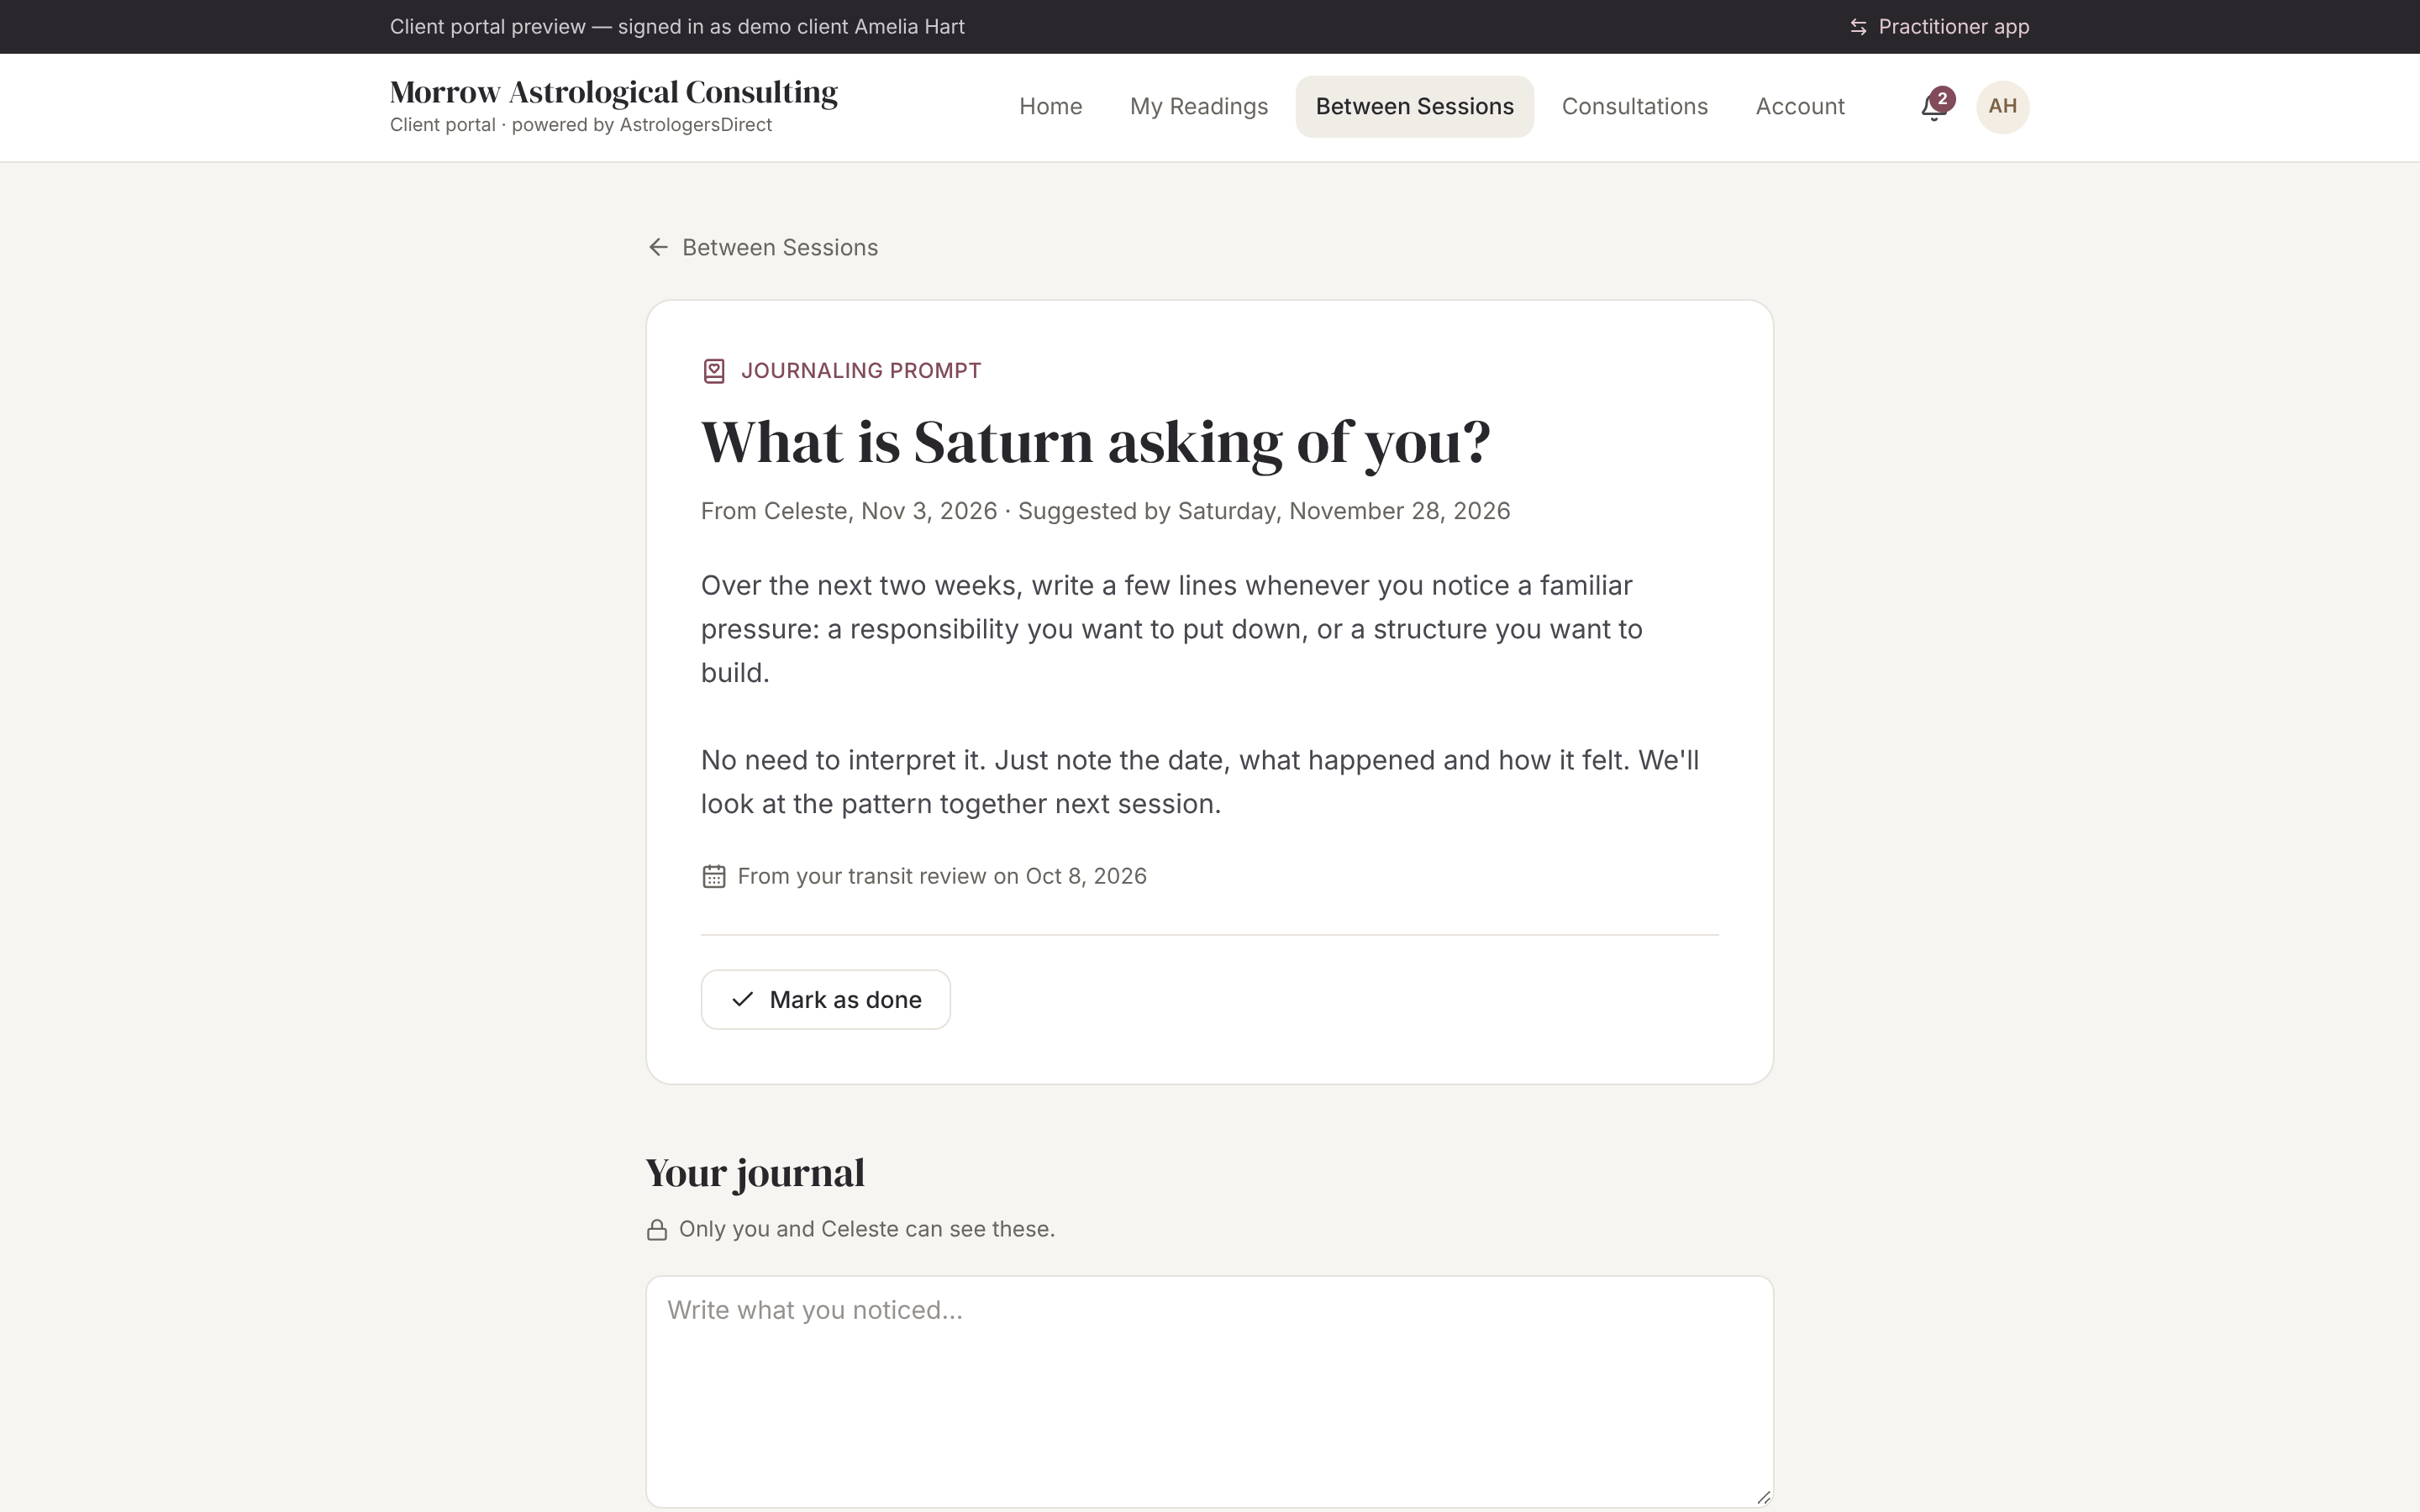 Client portal preview — signed in as demo client Amelia Hart
Practitioner app
Morrow Astrological Consulting
Client portal · powered by AstrologersDirect
Home
My Readings
Between Sessions
Consultations
Account
2
AH
Between Sessions
JOURNALING PROMPT
What is Saturn asking of you?
From Celeste, Nov 3, 2026 · Suggested by Saturday, November 28, 2026
Over the next two weeks, write a few lines whenever you notice a familiar
pressure: a responsibility you want to put down, or a structure you want to
build.
No need to interpret it. Just note the date, what happened and how it felt. We'll
look at the pattern together next session.
From your transit review on Oct 8, 2026
Mark as done
Your journal
Only you and Celeste can see these.
Write what you noticed...